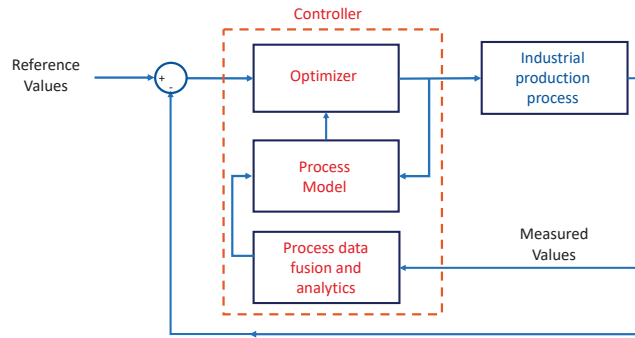 Controller
Reference
Values
+
-
Optimizer
Industrial
production
process
Process
Model
Process data
fusion and
analytics
Measured
Values